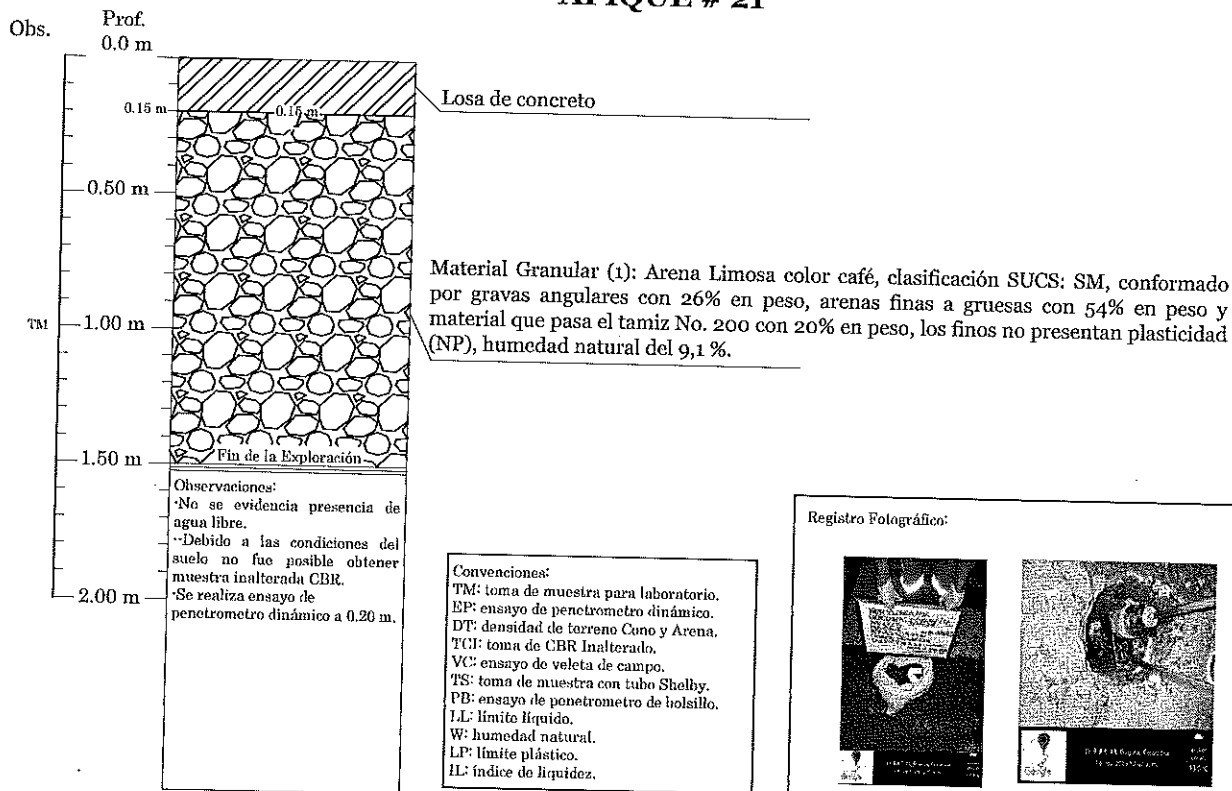 APIQUE # 21
Obs.
Prof.
0.0 m
0.15 m
0.15 m
Losa de concreto
0.50 m
Material Granular (1): Arena Limosa color café, clasificación SUCS: SM, conformado
por gravas angulares con 26% en peso, arenas finas a gruesas con 54% en peso y
material que pasa el tamiz No. 200 con 20% en peso, los finos no presentan plasticidad
(NP), humedad natural del 9,1 %.
TM
1.00 m
Fin de la Exploración
1.50 m
Observaciones:
·No se evidencia presencia de
agua libre.
··Debido a las condiciones del
suelo no fue posible obtener
muestra inalterada CBR.
·Se realiza ensayo de
penetrometro dinámico a 0.20 m.
2.00 m
Convenciones:
TM: toma de muestra para laboratorio.
EP: ensayo de penetrometro dinámico.
DT: densidad de terreno Cono y Arena.
TCI: toma de CBR Inalterado.
VC: ensayo de veleta de campo.
TS: toma de muestra con tubo Shelby.
PB: ensayo de penetrometro de bolsillo.
LL: límite líquido.
W: humedad natural.
LP: límite plástico.
IL: índice de liquidez.
Registro Fotográfico:
Google
Google